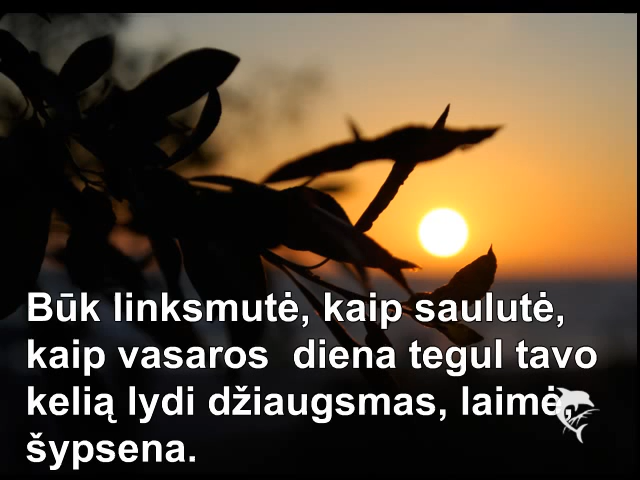 Būk linksmutė, kaip saulutė,
kaip vasaros  diena tegul tavo
kelią lydi džiaugsmas, laimė,
šypsena.